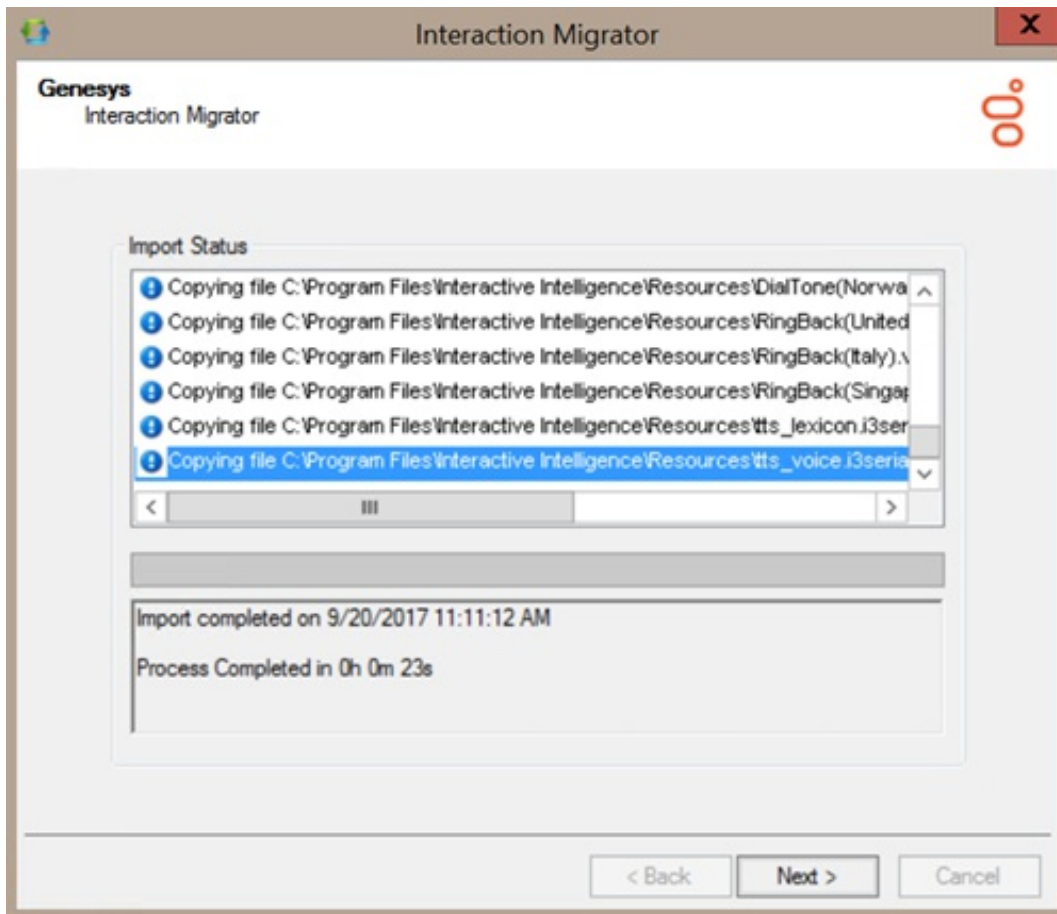 Interaction Migrator
X
Genesys
Interaction Migrator
Import Status
Copying file C:\Program Files\Interactive Intelligence\Resources\DialTone(Norwa
Copying file C:\Program Files\Interactive Intelligence\Resources\RingBack(United
Copying file C:\Program Files\Interactive Intelligence\Resources\RingBack(Italy).v
Copying file C:\Program Files\Interactive Intelligence\Resources\RingBack(Singap
Copying file C:\Program Files\Interactive Intelligence\Resources\tts_lexicon.i3ser
Copying file C:\Program Files\Interactive Intelligence\Resources\tts_voice.i3seria
Import completed on 9/20/2017 11:11:12 AM
Process Completed in 0h 0m 23s
< Back
Next >
Cancel